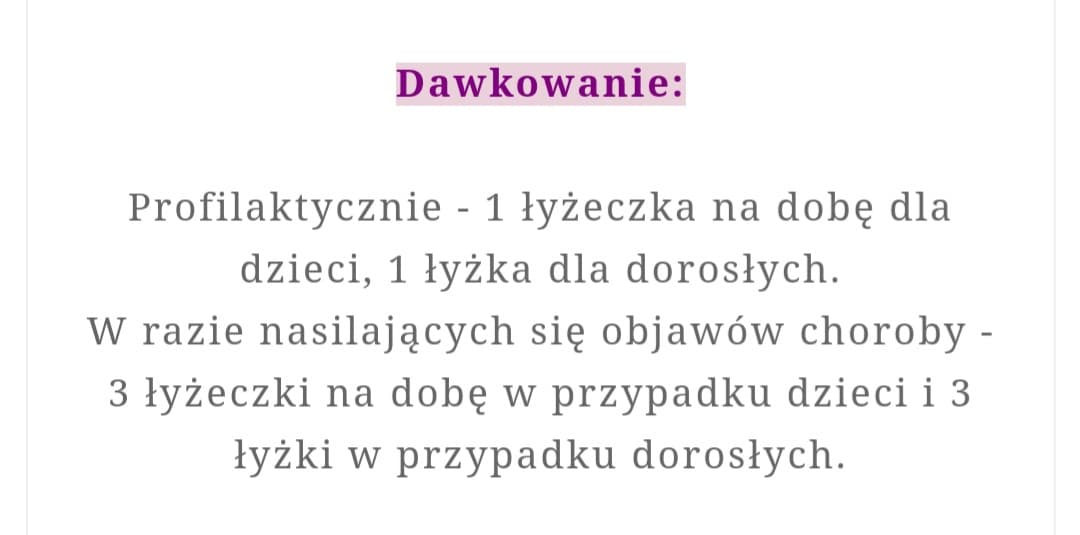 Dawkowanie:
Profilaktycznie - 1 łyżeczka na dobę dla
dzieci, 1 łyżka dla dorosłych.
W razie nasilających się objawów choroby -
3 łyżeczki na dobę w przypadku dzieci i 3
łyżki w przypadku dorosłych.